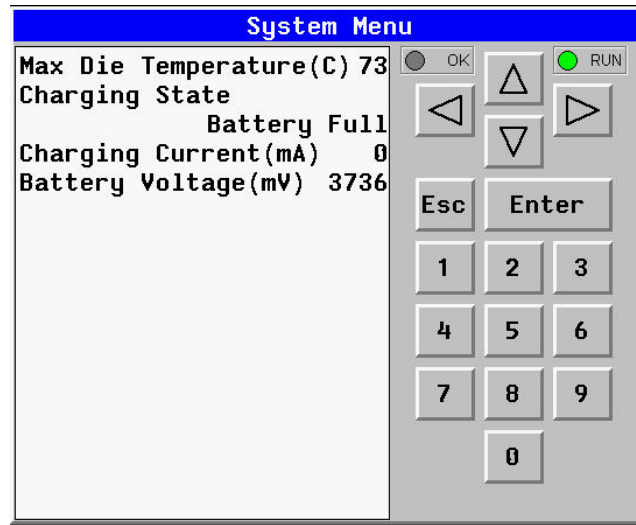 System Menu
Max Die Temperature(C) 73
Charging State
Battery Full
Charging Current(mA) 0
Battery Voltage(mV) 3736
OK
RUN
Esc Enter
1 2 3
4 5 6
7 8 9
0